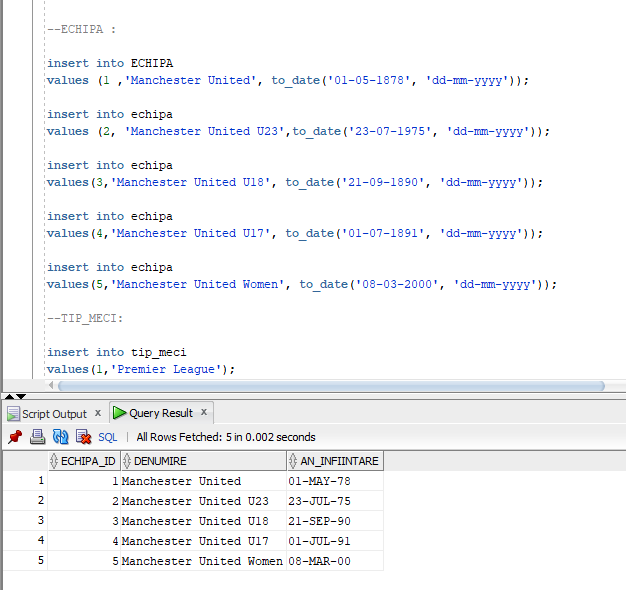 --ECHIPA :
insert into ECHIPA
values (1 ,'Manchester United', to_date('01-05-1878', 'dd-mm-yyyy'));
insert into echipa
values (2, 'Manchester United U23',to_date('23-07-1975', 'dd-mm-yyyy'));
insert into echipa
values(3,'Manchester United U18', to_date('21-09-1890', 'dd-mm-yyyy'));
insert into echipa
values(4,'Manchester United U17', to_date('01-07-1891', 'dd-mm-yyyy'));
insert into echipa
values(5,'Manchester United Women', to_date('08-03-2000', 'dd-mm-yyyy'));
--TIP_MECI:
insert into tip_meci
values(1,'Premier League');
Script Output x Query Result x
SQL | All Rows Fetched: 5 in 0.002 seconds
ECHIPA_ID DENUMIRE AN_INFIINTARE
1 1 Manchester United 01-MAY-78
2 2 Manchester United U23 23-JUL-75
3 3 Manchester United U18 21-SEP-90
4 4 Manchester United U17 01-JUL-91
5 5 Manchester United Women 08-MAR-00